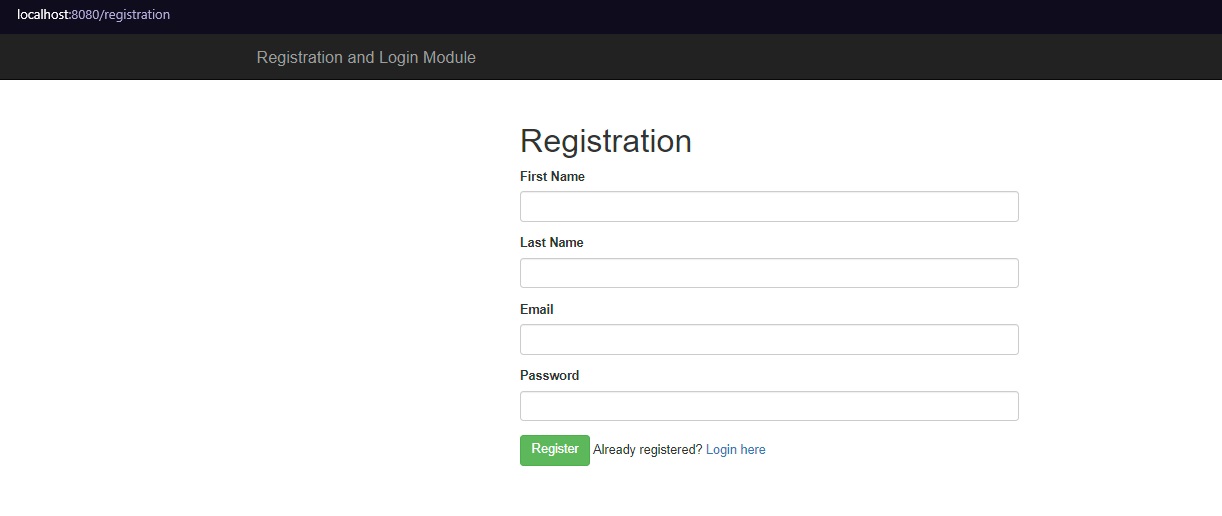 localhost:8080/registration
Registration and Login Module
Registration
First Name
Last Name
Email
Password
Register Already registered? Login here